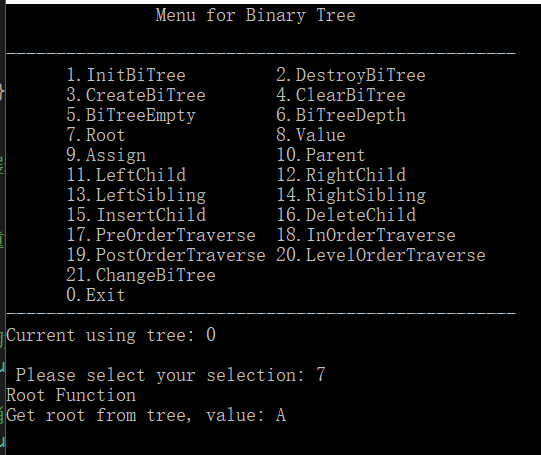 Menu for Binary Tree
---------------------------------------------------
1.InitBiTree 2.DestroyBiTree
3.CreateBiTree 4.ClearBiTree
5.BiTreeEmpty 6.BiTreeDepth
7.Root 8.Value
9.Assign 10.Parent
11.LeftChild 12.RightChild
13.LeftSibling 14.RightSibling
15.InsertChild 16.DeleteChild
17.PreOrderTraverse 18.InOrderTraverse
19.PostOrderTraverse 20.LevelOrderTraverse
21.ChangeBiTree
0.Exit
---------------------------------------------------
Current using tree: 0
Please select your selection: 7
Root Function
Get root from tree, value: A